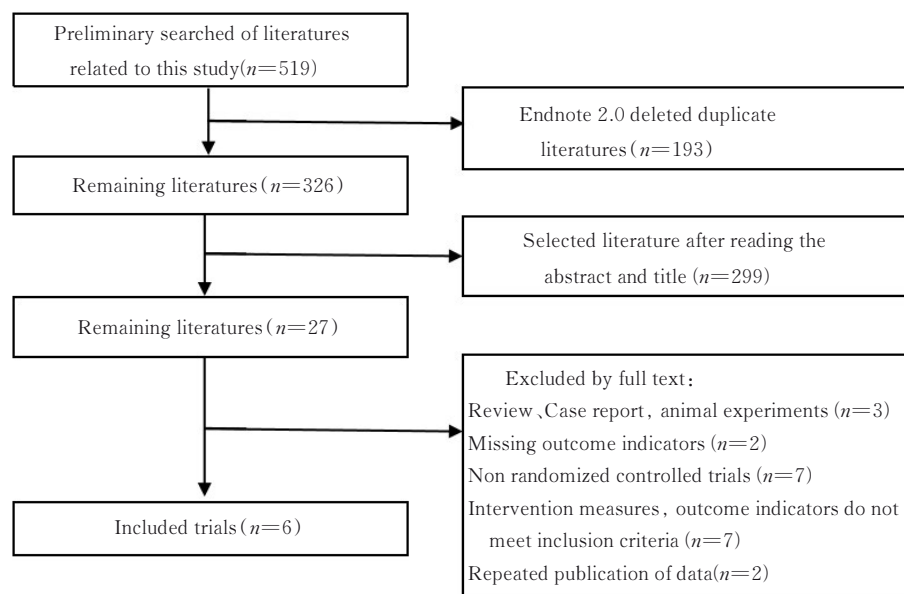 Preliminary searched of literatures
related to this study(n=519)
Endnote 2.0 deleted duplicate
literatures(n=193)
Remaining literatures(n=326)
Selected literature after reading the
abstract and title (n=299)
Remaining literatures(n=27)
Excluded by full text：
Review、Case report, animal experiments (n=3)
Missing outcome indicators (n=2)
Non randomized controlled trials (n=7)
Intervention measures, outcome indicators do not
meet inclusion criteria (n=7)
Repeated publication of data(n=2)
Included trials(n=6)